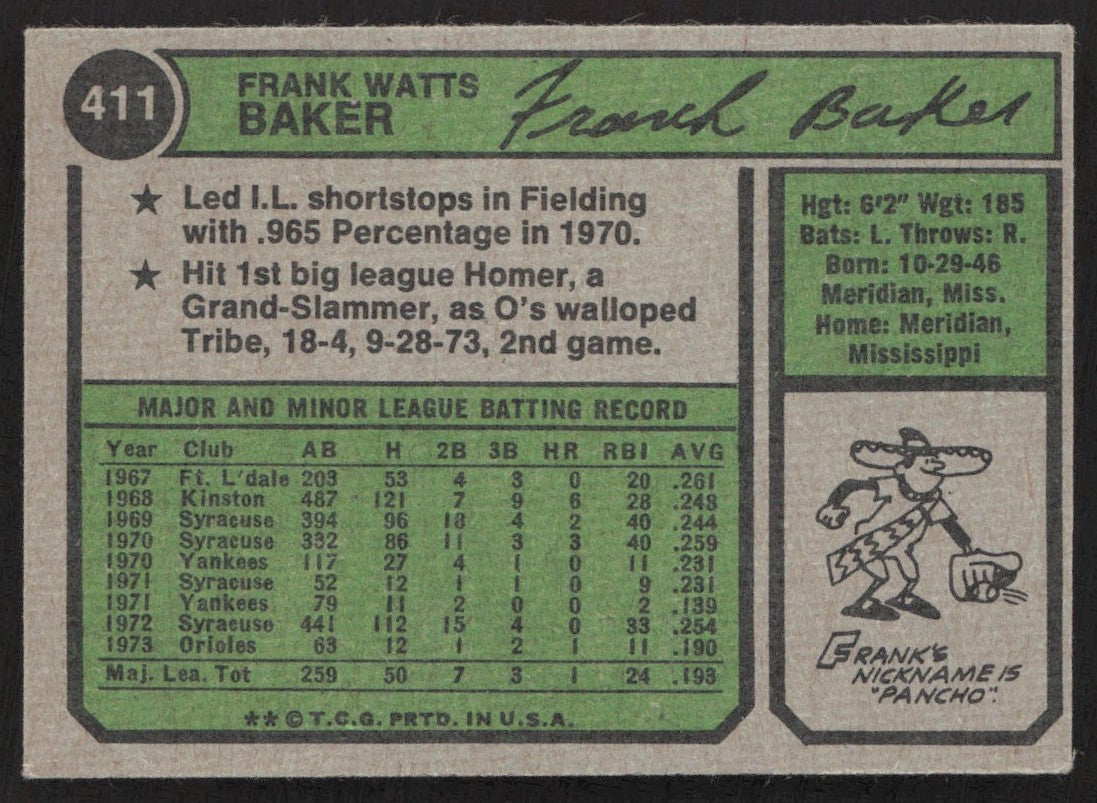 411
FRANK WATTS
BAKER
Frank Baker
★ Led I.L. shortstops in Fielding
with .965 Percentage in 1970.
★ Hit 1st big league Homer, a
Grand-Slammer, as O's walloped
Tribe, 18-4, 9-28-73, 2nd game.
Hgt: 6'2" Wgt: 185
Bats: L. Throws: R.
Born: 10-29-46
Meridian, Miss.
Home: Meridian,
Mississippi
MAJOR AND MINOR LEAGUE BATTING RECORD
Year Club AB H 2B 3B HR RBI AVG
1967 Ft. L'dale 203 53 4 3 0 20 .261
1968 Kinston 487 121 7 9 6 28 .248
1969 Syracuse 394 96 18 4 2 40 .244
1970 Syracuse 332 86 11 3 3 40 .259
1970 Yankees 117 27 4 1 0 11 .231
1971 Syracuse 52 12 1 1 0 9 .231
1971 Yankees 79 11 2 0 0 2 .139
1972 Syracuse 441 112 15 4 0 33 .254
1973 Orioles 63 12 1 2 1 11 .190
Maj. Lea. Tot 259 50 7 3 1 24 .193
** © T.C.G. PRTD. IN U.S.A.
FRANK'S
NICKNAME IS
"PANCHO".